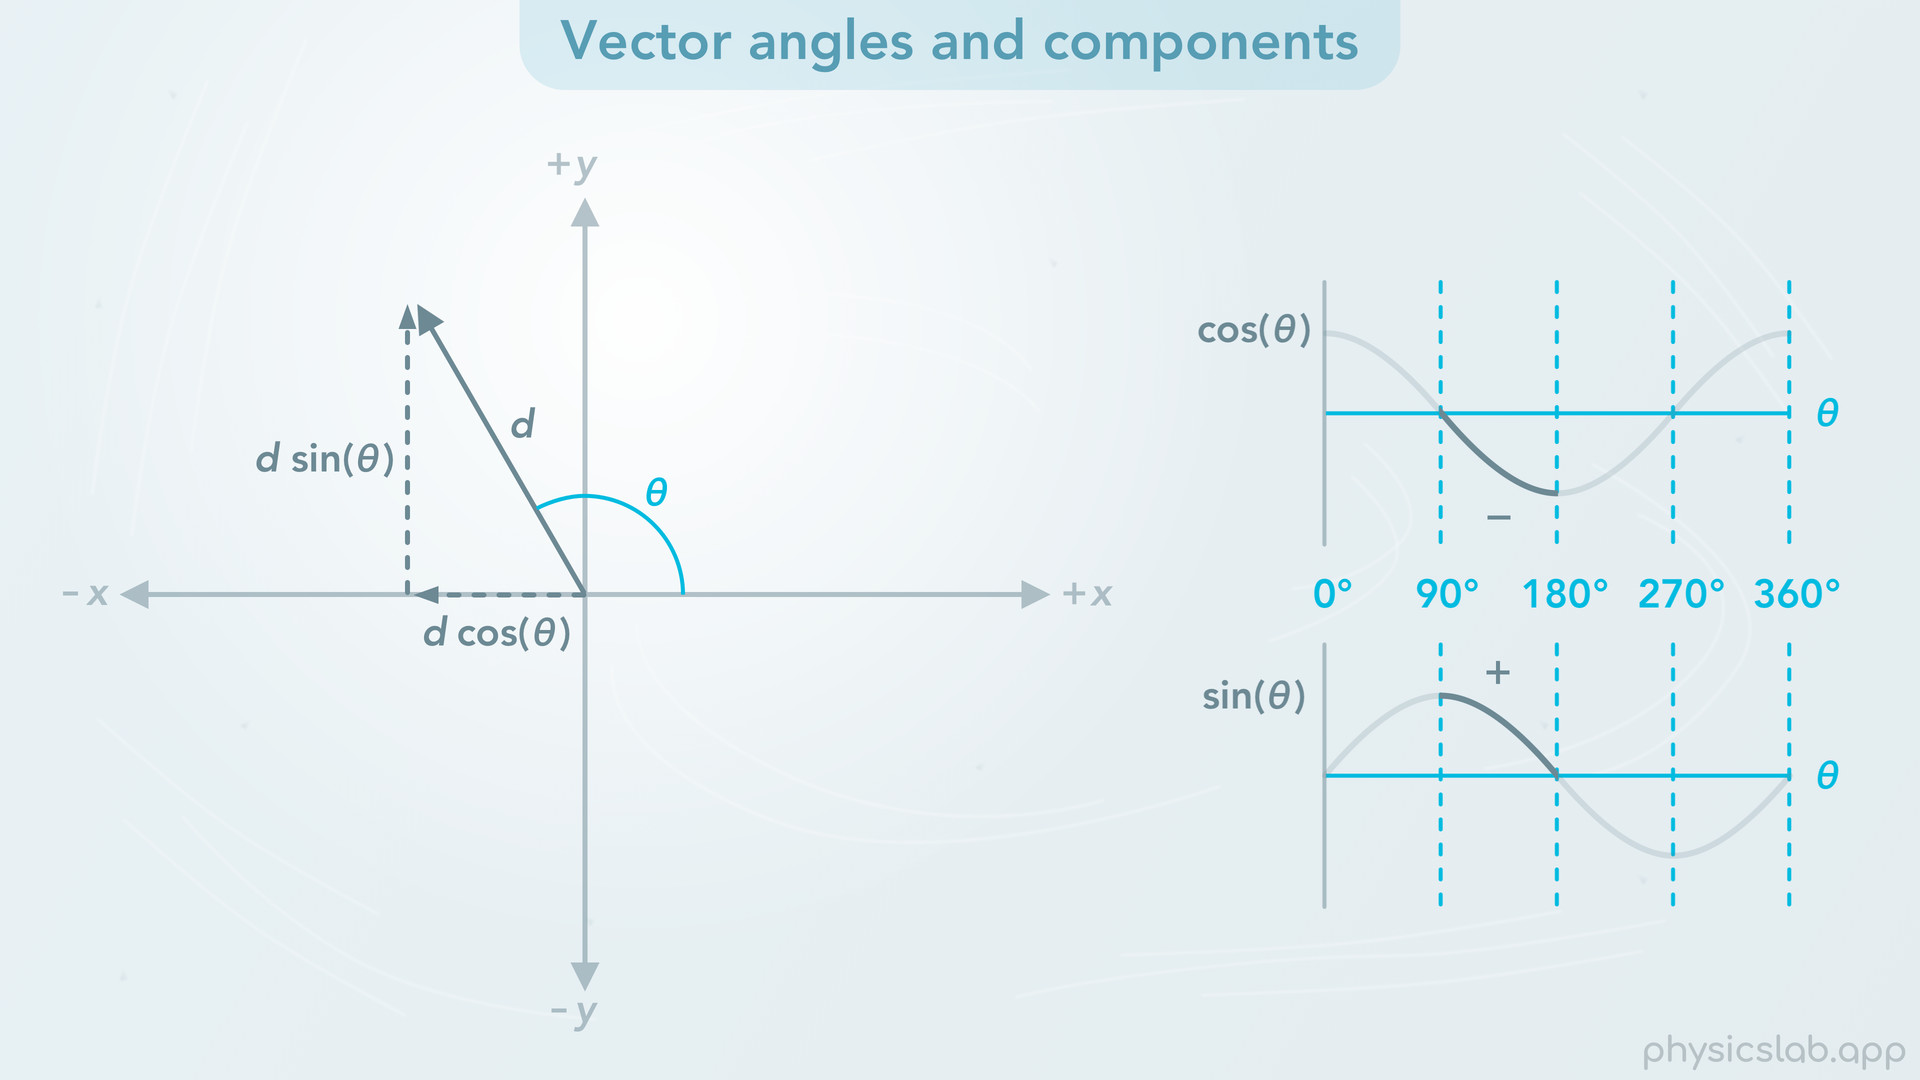 Vector angles and components
+y
d
d sin(θ)
θ
-x
+x
d cos(θ)
-y
cos(θ)
θ
−
0° 90° 180° 270° 360°
+
sin(θ)
θ
physicslab.app